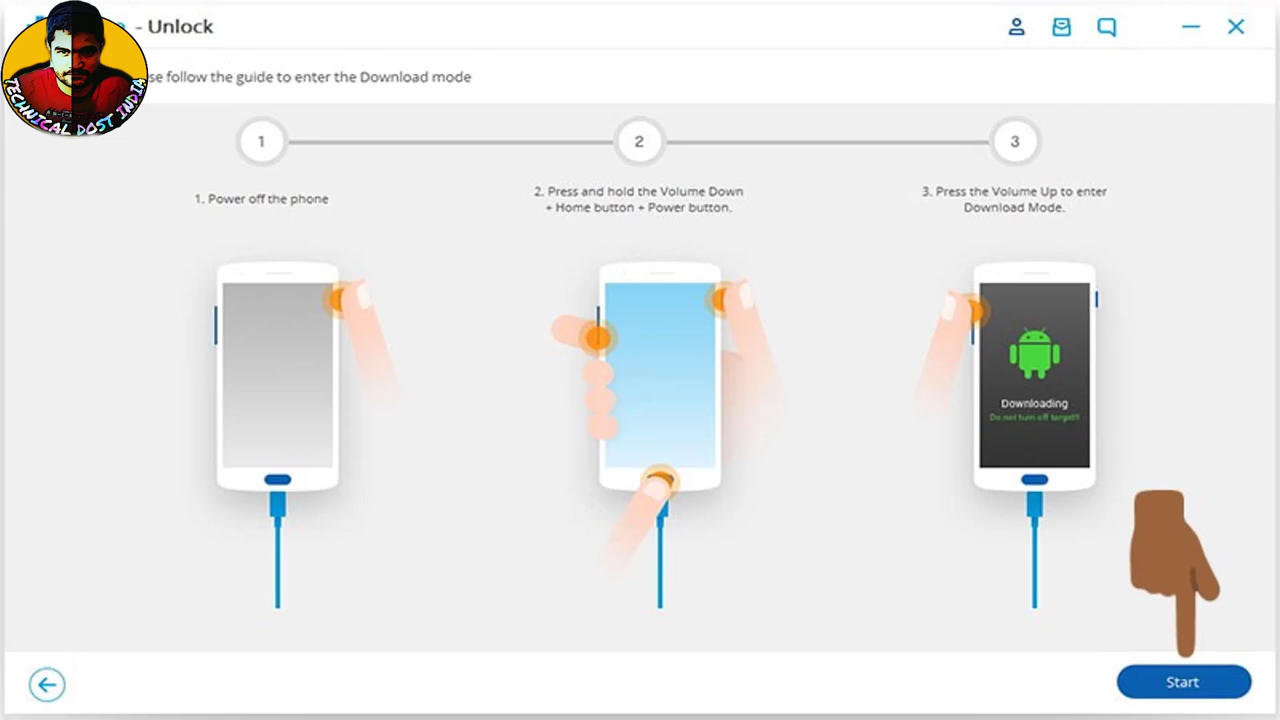 - Unlock
TECHNICAL DOST INDIA
se follow the guide to enter the Download mode
1
2
3
1. Power off the phone
2. Press and hold the Volume Down
+ Home button + Power button.
3. Press the Volume Up to enter
Download Mode.
Downloading
Do not turn off target!!
Start